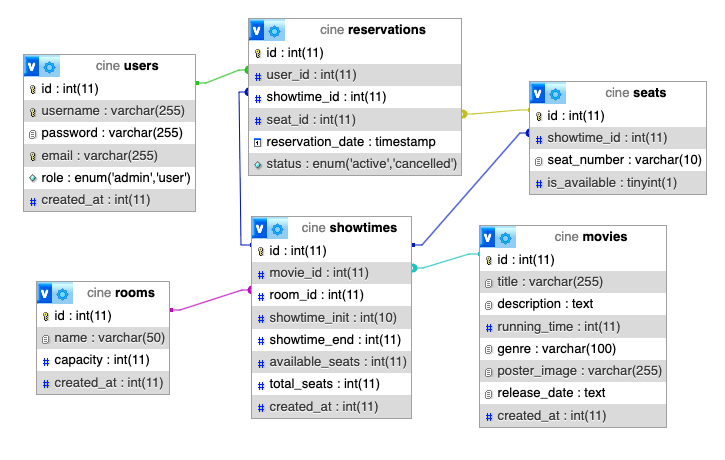 cine users
id : int(11)
username : varchar(255)
password : varchar(255)
email : varchar(255)
role : enum('admin','user')
created_at : int(11)
cine reservations
id : int(11)
user_id : int(11)
showtime_id : int(11)
seat_id : int(11)
reservation_date : timestamp
status : enum('active','cancelled')
cine seats
id : int(11)
showtime_id : int(11)
seat_number : varchar(10)
is_available : tinyint(1)
cine showtimes
id : int(11)
movie_id : int(11)
room_id : int(11)
showtime_init : int(10)
showtime_end : int(11)
available_seats : int(11)
total_seats : int(11)
created_at : int(11)
cine movies
id : int(11)
title : varchar(255)
description : text
running_time : int(11)
genre : varchar(100)
poster_image : varchar(255)
release_date : text
created_at : int(11)
cine rooms
id : int(11)
name : varchar(50)
capacity : int(11)
created_at : int(11)